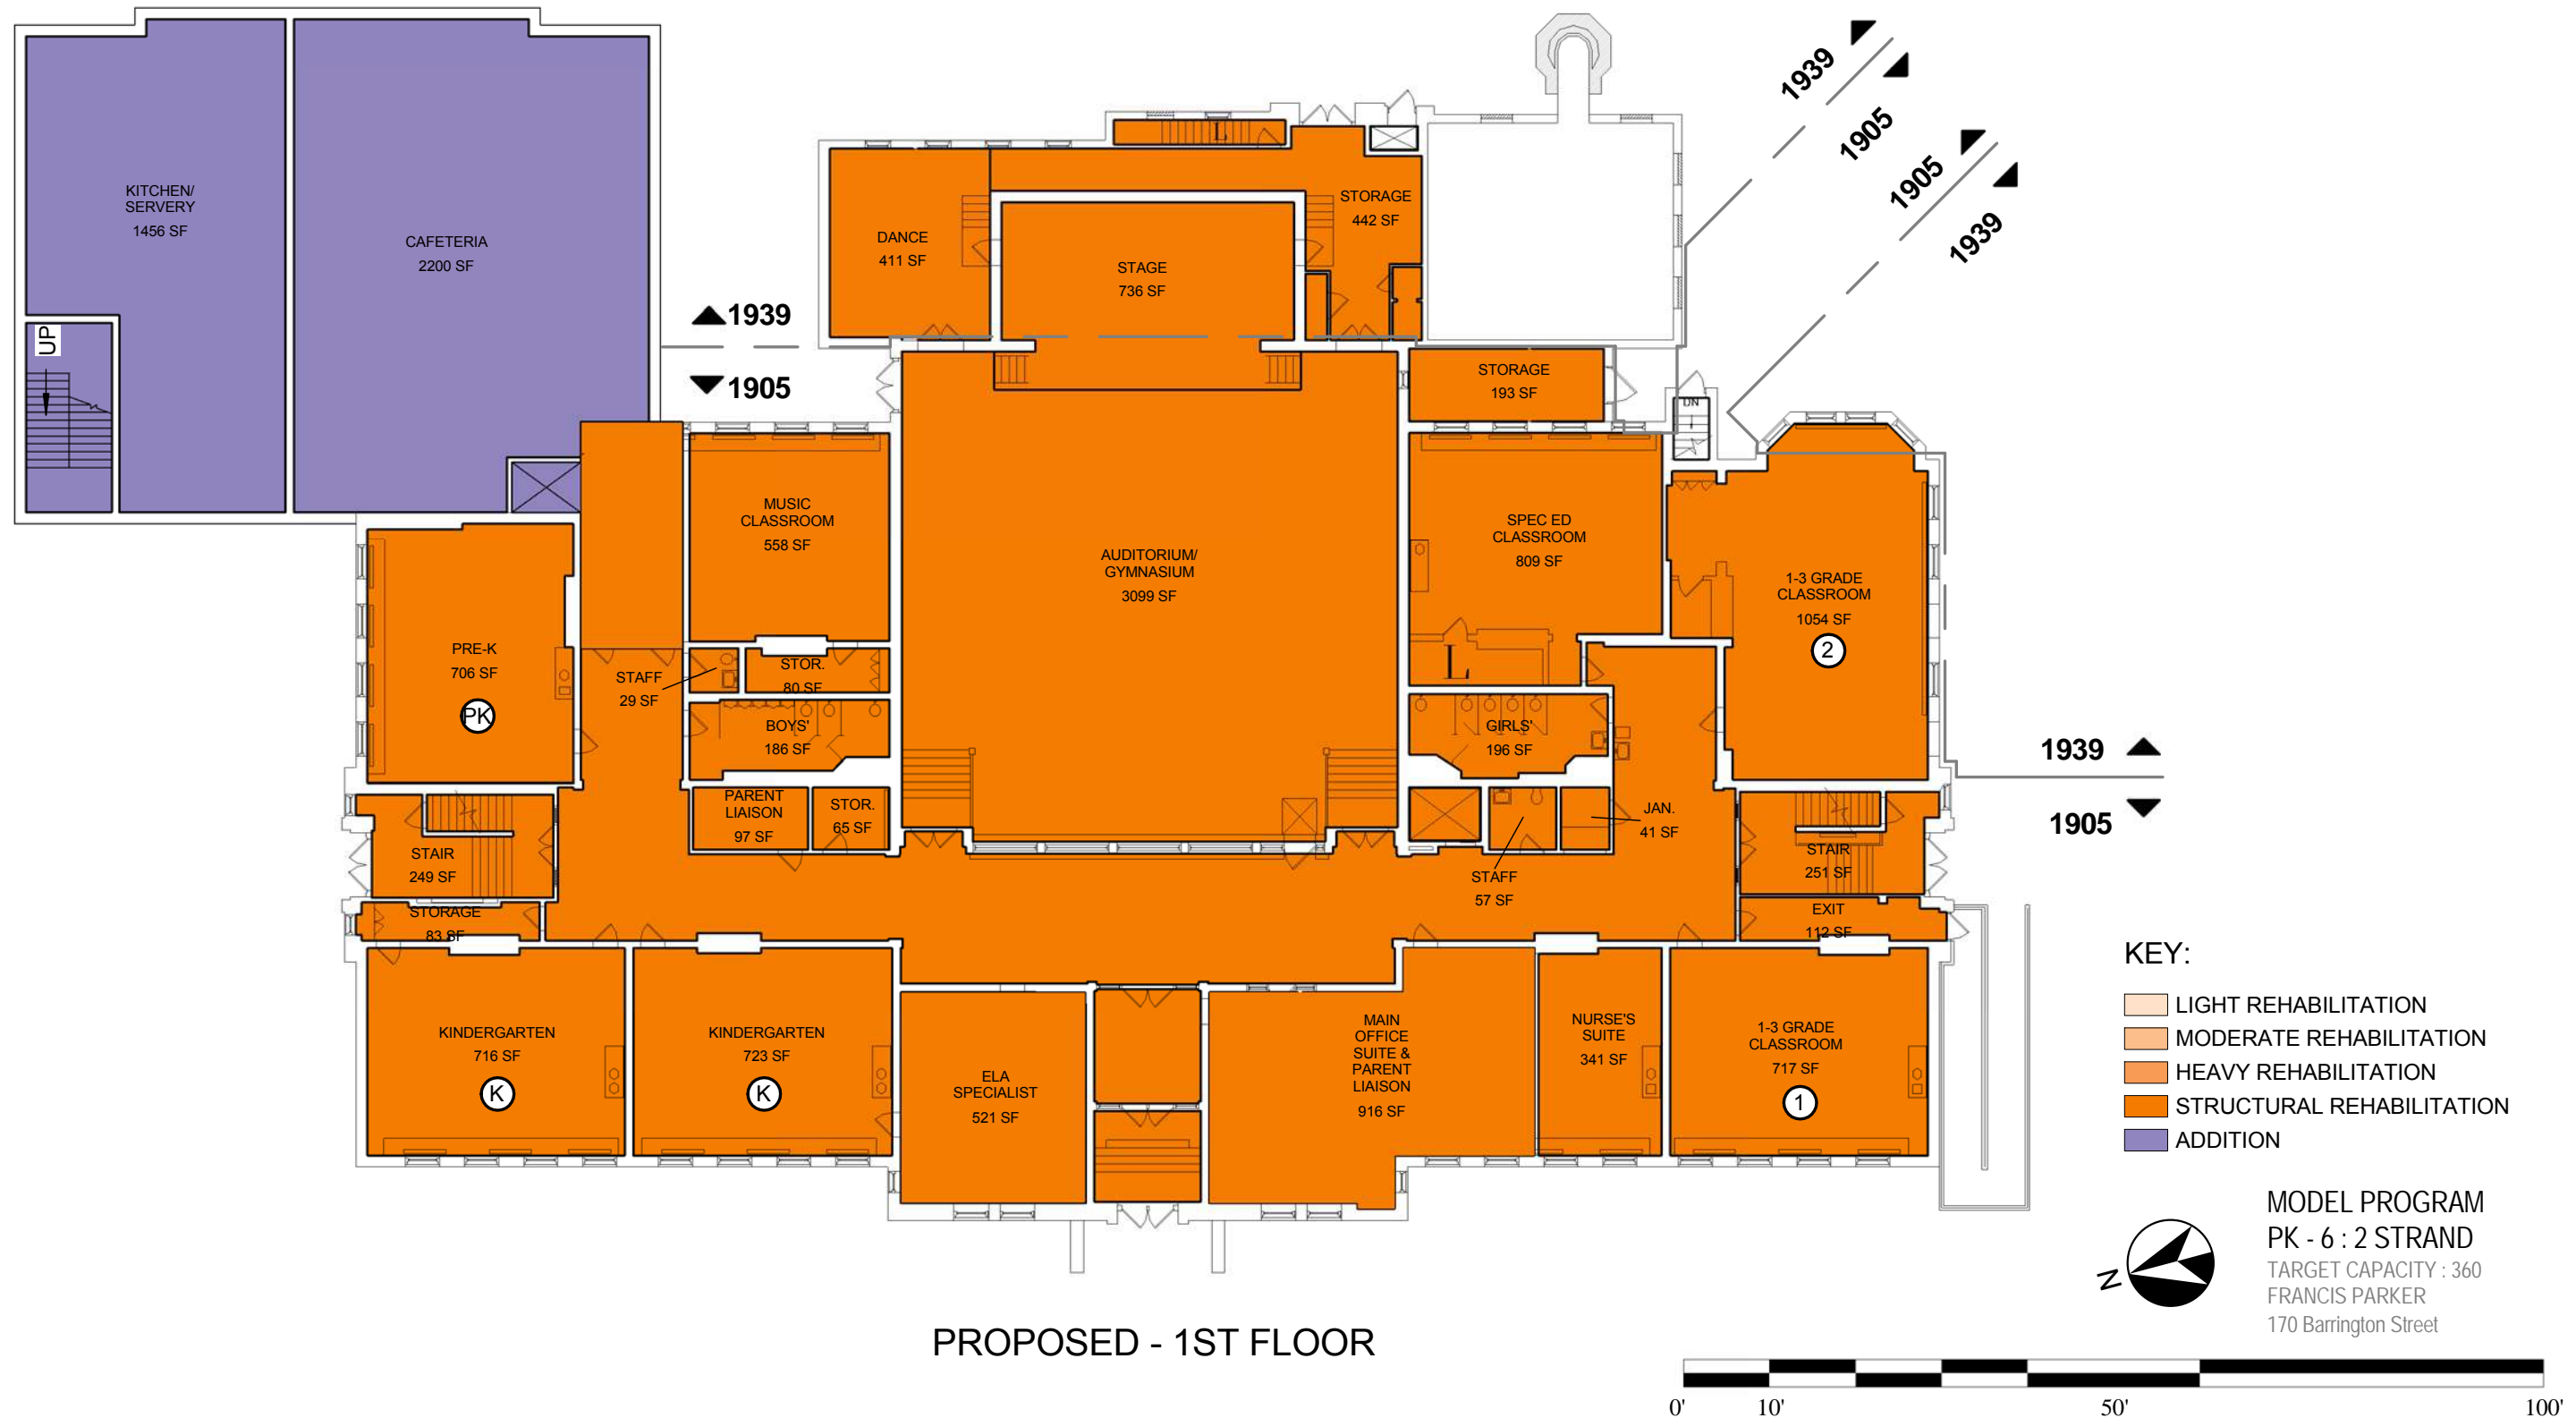 KITCHEN/
SERVERY
1456 SF
CAFETERIA
2200 SF
UP
1939
1905
DANCE
411 SF
L
STORAGE
442 SF
STAGE
736 SF
1939
1905
1905
1939
STORAGE
193 SF
DN
MUSIC
CLASSROOM
558 SF
AUDITORIUM/
GYMNASIUM
3099 SF
SPEC ED
CLASSROOM
809 SF
L
1-3 GRADE
CLASSROOM
1054 SF
2
PRE-K
706 SF
PK
STAFF
29 SF
STOR.
80 SF
BOYS'
186 SF
GIRLS'
196 SF
PARENT
LIAISON
97 SF
STOR.
65 SF
JAN.
41 SF
STAFF
57 SF
STAIR
249 SF
STORAGE
83 SF
STAIR
251 SF
EXIT
112 SF
1939
1905
KINDERGARTEN
716 SF
K
KINDERGARTEN
723 SF
K
ELA
SPECIALIST
521 SF
MAIN
OFFICE
SUITE &
PARENT
LIAISON
916 SF
NURSE'S
SUITE
341 SF
1-3 GRADE
CLASSROOM
717 SF
1
KEY:
LIGHT REHABILITATION
MODERATE REHABILITATION
HEAVY REHABILITATION
STRUCTURAL REHABILITATION
ADDITION
N
MODEL PROGRAM
PK - 6 : 2 STRAND
TARGET CAPACITY : 360
FRANCIS PARKER
170 Barrington Street
PROPOSED - 1ST FLOOR
0' 10' 50' 100'